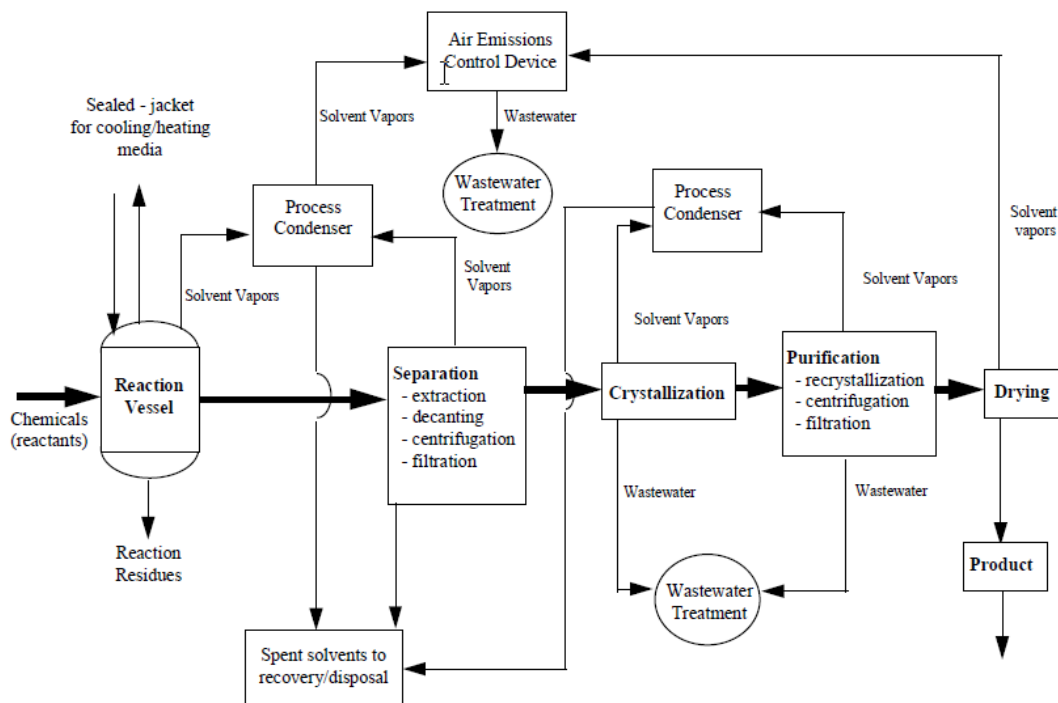 Air Emissions
Control Device
Solvent Vapors
Wastewater
Sealed - jacket
for cooling/heating
media
Wastewater
Treatment
Process
Condenser
Process
Condenser
Solvent
vapors
Solvent Vapors
Solvent
Vapors
Solvent Vapors
Solvent Vapors
Reaction
Vessel
Chemicals
(reactants)
Separation
- extraction
- decanting
- centrifugation
- filtration
Crystallization
Purification
- recrystallization
- centrifugation
- filtration
Drying
Wastewater
Wastewater
Reaction
Residues
Product
Wastewater
Treatment
Spent solvents to
recovery/disposal